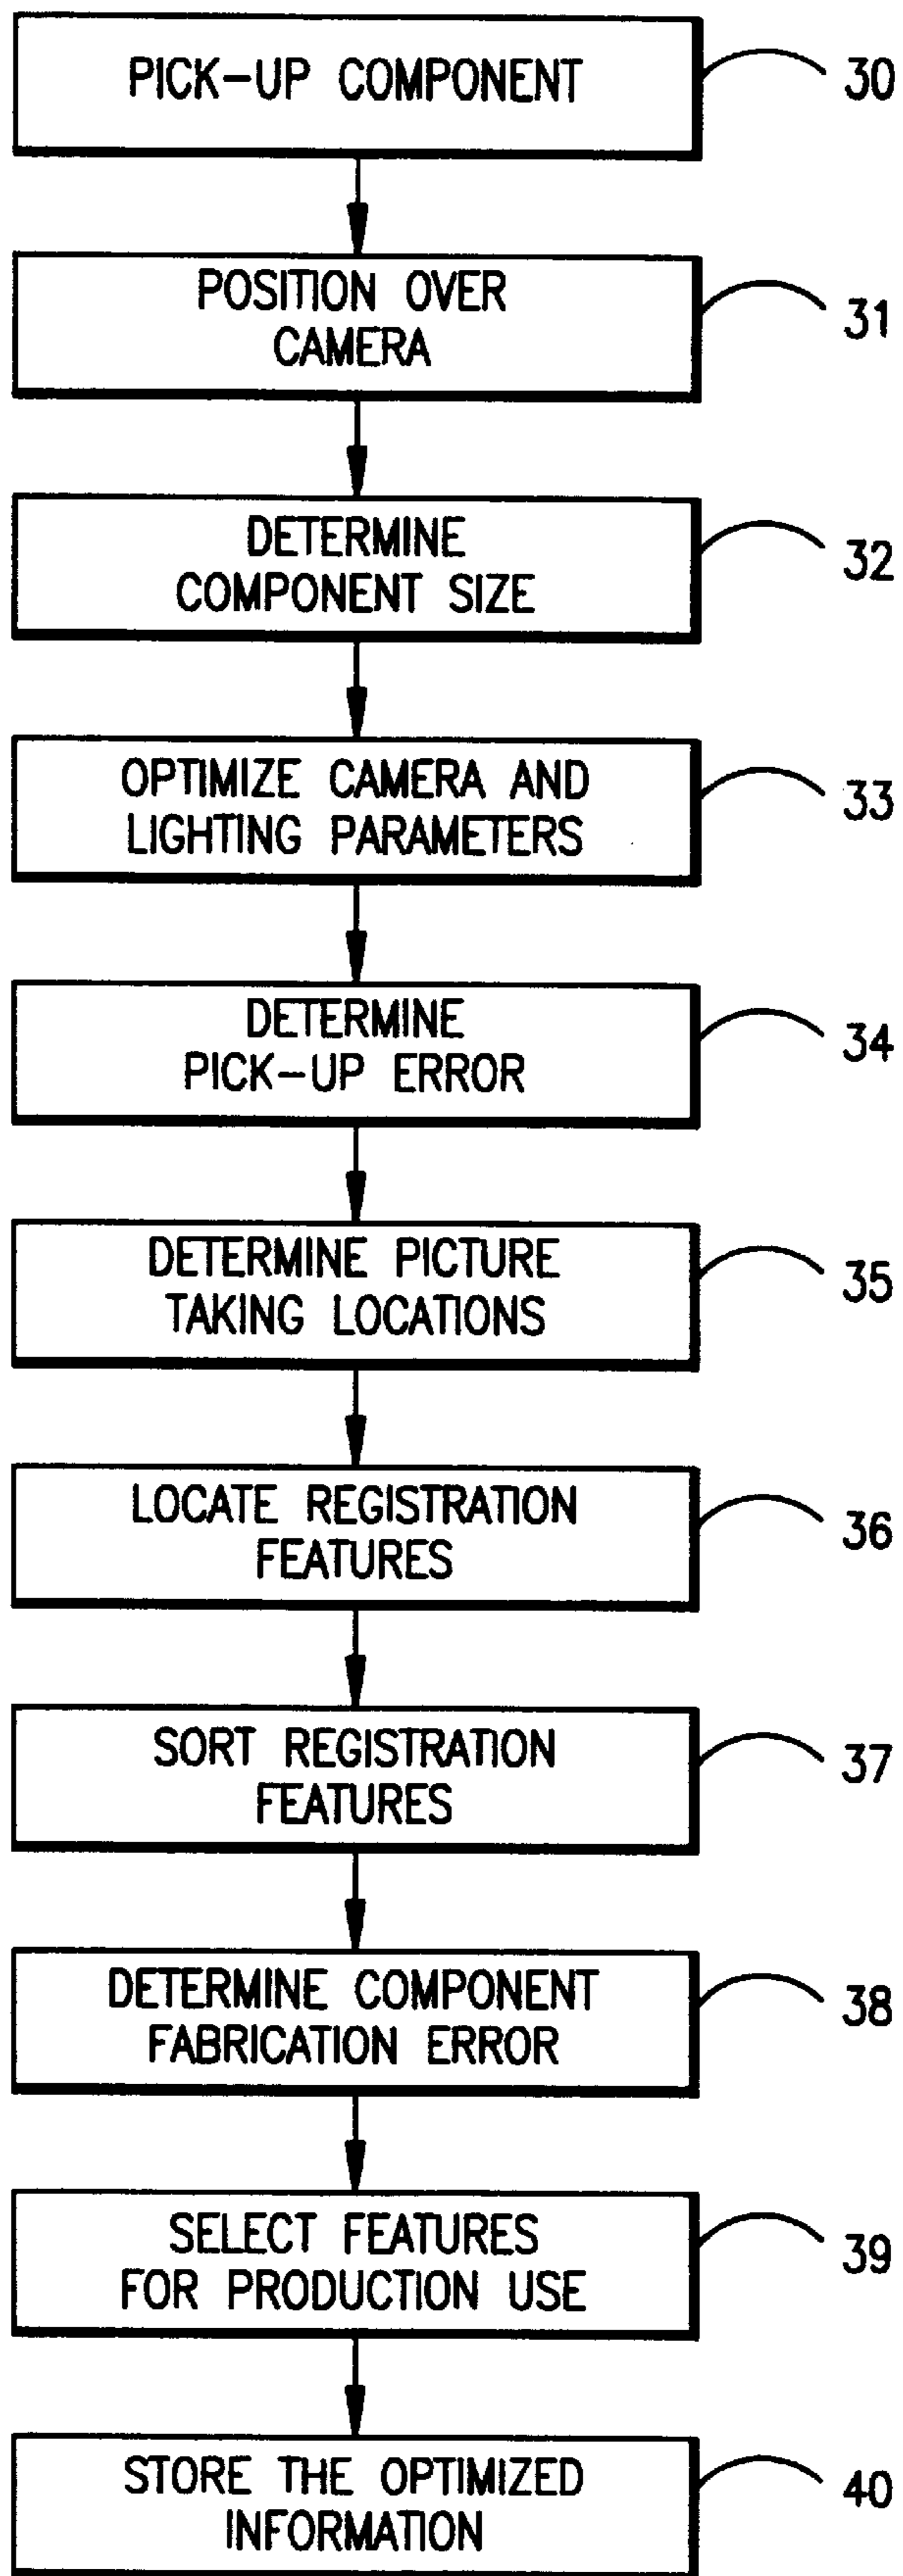 PICK-UP COMPONENT
30
POSITION OVER
CAMERA
31
DETERMINE
COMPONENT SIZE
32
OPTIMIZE CAMERA AND
LIGHTING PARAMETERS
33
DETERMINE
PICK-UP ERROR
34
DETERMINE PICTURE
TAKING LOCATIONS
35
LOCATE REGISTRATION
FEATURES
36
SORT REGISTRATION
FEATURES
37
DETERMINE COMPONENT
FABRICATION ERROR
38
SELECT FEATURES
FOR PRODUCTION USE
39
STORE THE OPTIMIZED
INFORMATION
40